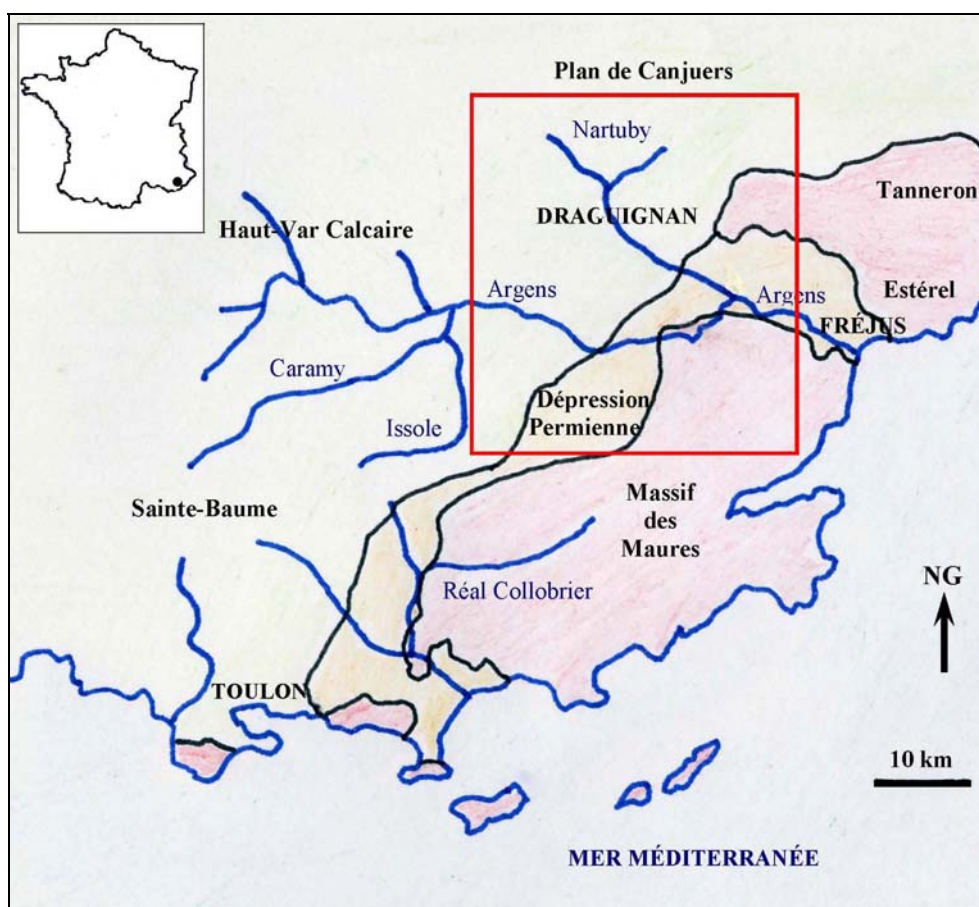 Plan de Canjuers
Nartuby
Tanneron
DRAGUIGNAN
Haut-Var Calcaire
Argens
Argens
Estérel
FRÉJUS
Caramy
Dépression
Permienne
Issole
Massif
des
Maures
Sainte-Baume
NG
Réal Collobrier
TOULON
10 km
MER MÉDITERRANÉE